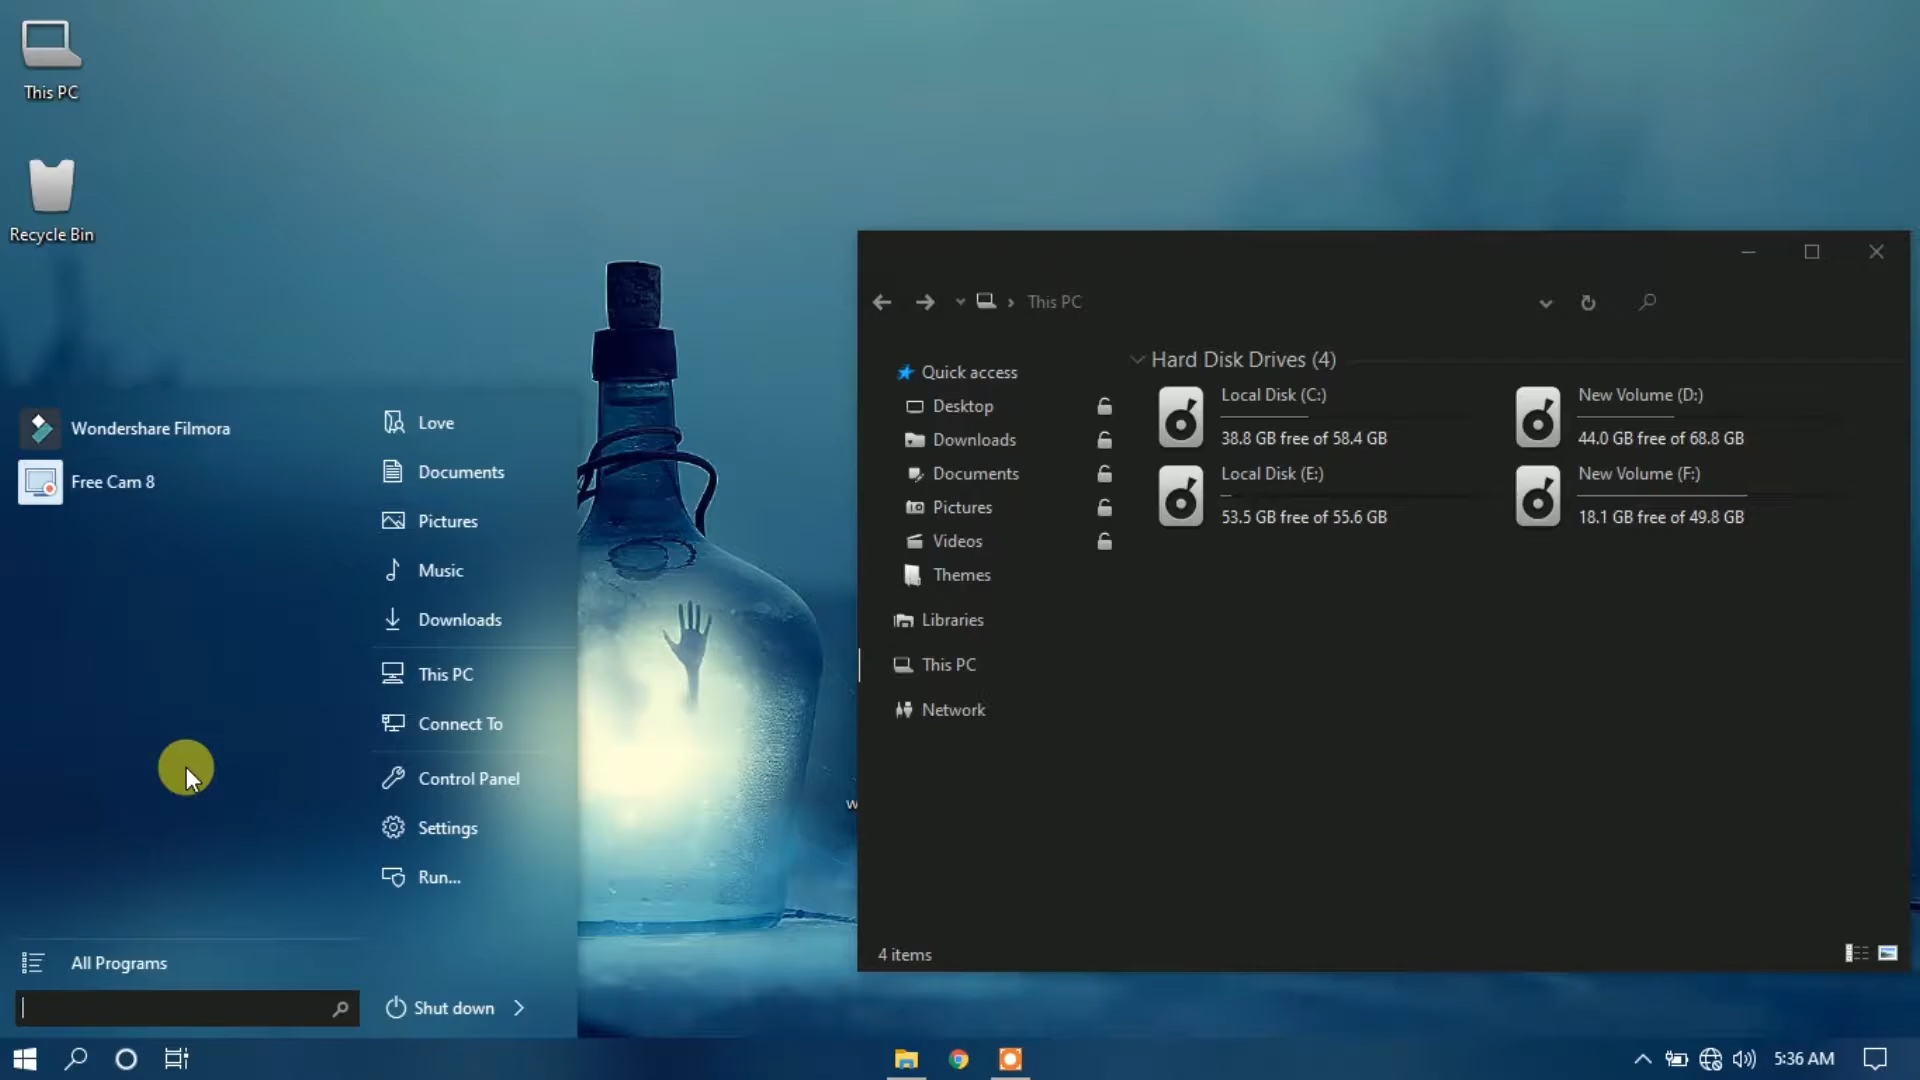 This PC
Recycle Bin
Wondershare Filmora
Free Cam 8
All Programs
Love
Documents
Pictures
Music
Downloads
This PC
Connect To
Control Panel
Settings
Run...
Shut down
w
This PC
Quick access
Desktop
Downloads
Documents
Pictures
Videos
Themes
Libraries
This PC
Network
Hard Disk Drives (4)
Local Disk (C:)
38.8 GB free of 58.4 GB
New Volume (D:)
44.0 GB free of 68.8 GB
Local Disk (E:)
53.5 GB free of 55.6 GB
New Volume (F:)
18.1 GB free of 49.8 GB
4 items
5:36 AM